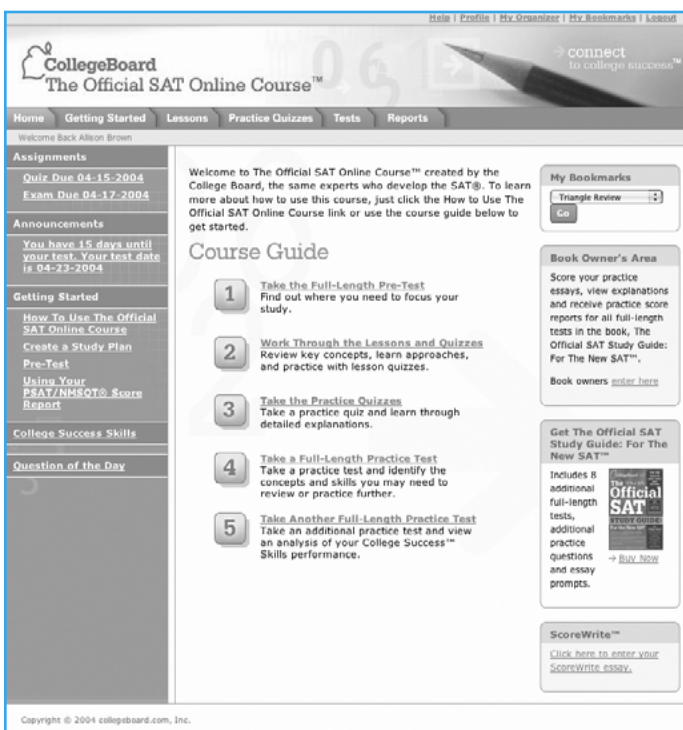 Help | Profile | My Organizer | My Bookmarks | Logout
CollegeBoard
The Official SAT Online Course™
061
connect
to college success™
Home Getting Started Lessons Practice Quizzes Tests Reports
Welcome Back Alison Brown
Assignments
Quiz Due 04-15-2004
Exam Due 04-17-2004
Announcements
You have 15 days until
your test. Your test date
is 04-23-2004
Getting Started
How To Use The Official
SAT Online Course
Create a Study Plan
Pre-Test
Using Your
PSAT/NMSQT® Score
Report
College Success Skills
Question of the Day
Welcome to The Official SAT Online Course™ created by the
College Board, the same experts who develop the SAT®. To learn
more about how to use this course, just click the How to Use The
Official SAT Online Course link or use the course guide below to
get started.
Course Guide
1 Take the Full-Length Pre-Test
Find out where you need to focus your
study.
2 Work Through the Lessons and Quizzes
Review key concepts, learn approaches,
and practice with lesson quizzes.
3 Take the Practice Quizzes
Take a practice quiz and learn through
detailed explanations.
4 Take a Full-Length Practice Test
Take a practice test and identify the
concepts and skills you may need to
review or practice further.
5 Take Another Full-Length Practice Test
Take an additional practice test and view
an analysis of your College Success™
Skills performance.
My Bookmarks
Triangle Review
Go
Book Owner's Area
Score your practice
essays, view explanations
and receive practice score
reports for all full-length
tests in the book, The
Official SAT Study Guide:
For The New SAT™.
Book owners enter here
Get The Official SAT
Study Guide: For The
New SAT™
Includes 8
additional
full-length
tests,
additional
practice
questions
and essay
prompts.
The
Official
SAT
STUDY GUIDE
→ Buy Now
ScoreWrite™
Click here to enter your
ScoreWrite essay.
Copyright © 2004 collegeboard.com, Inc.